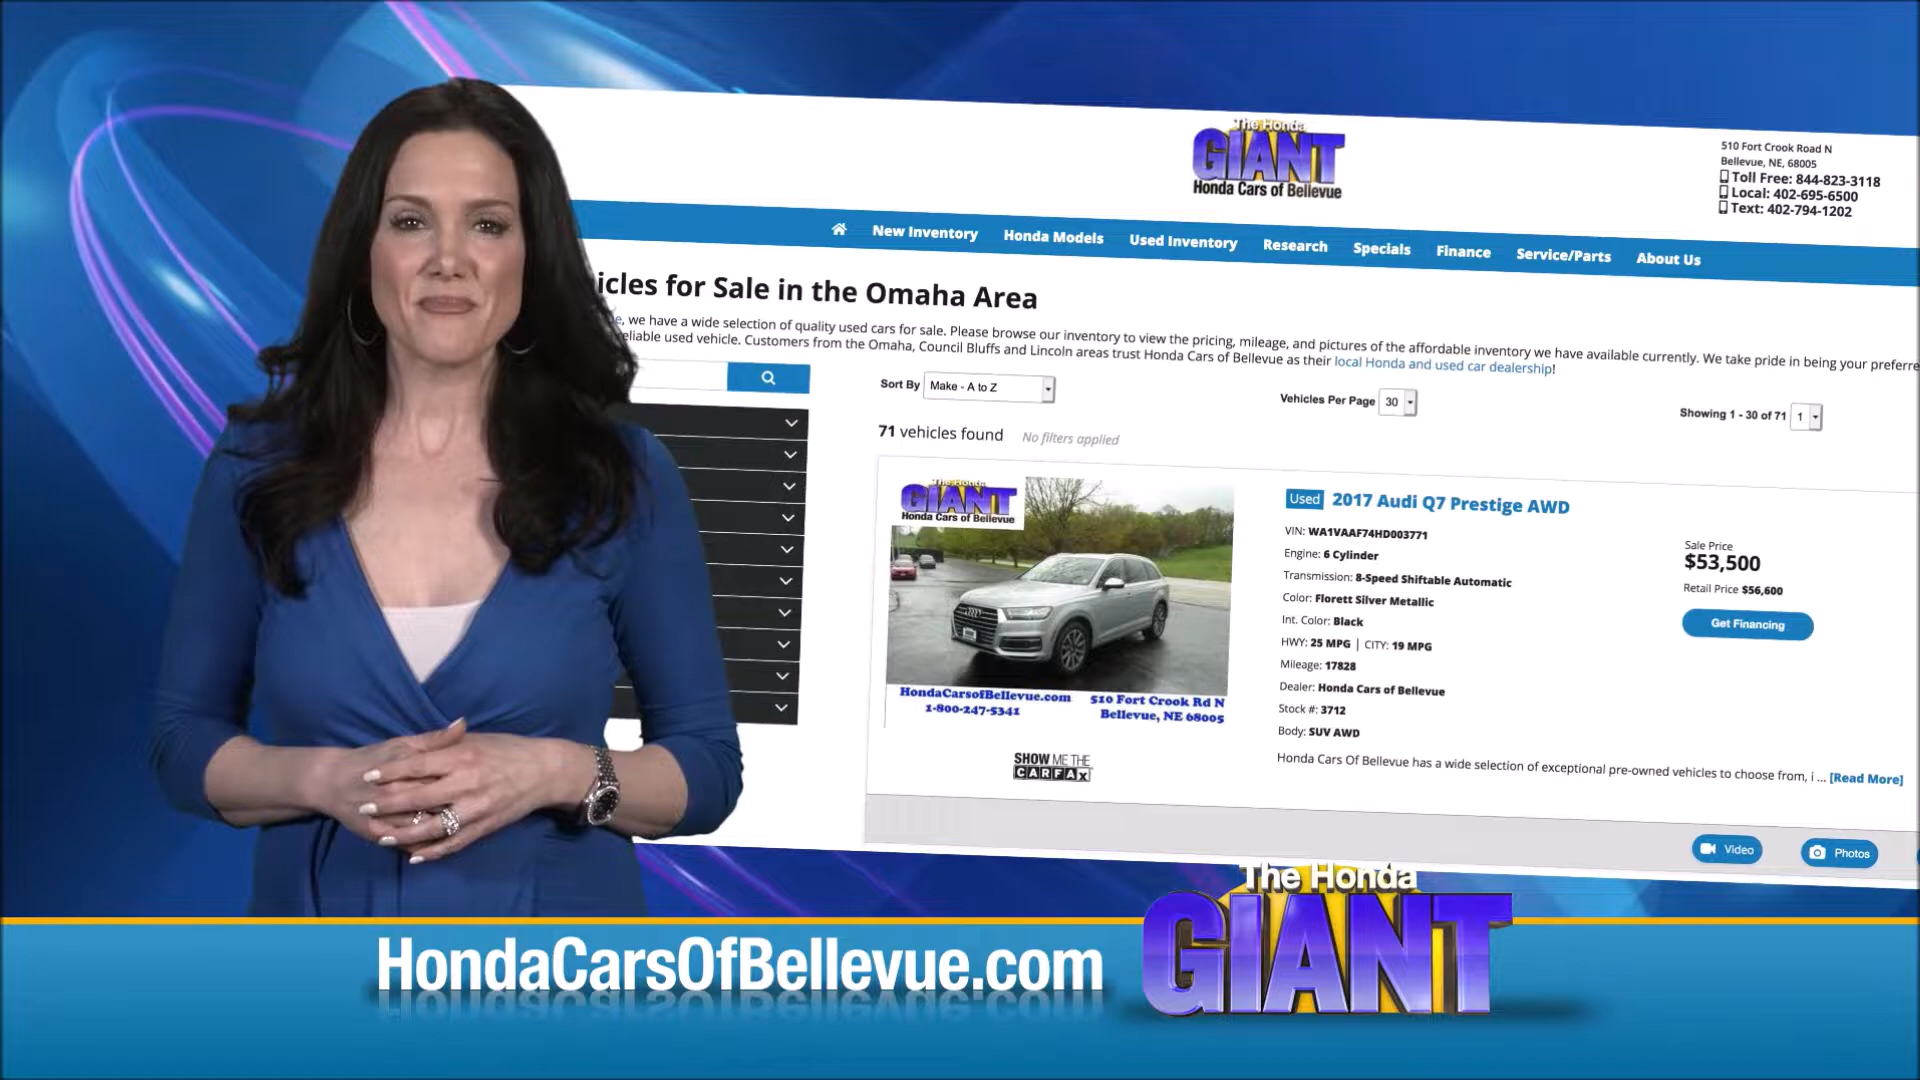 The Honda
GIANT
Honda Cars of Bellevue
510 Fort Crook Road N
Bellevue, NE, 68005
Toll Free: 844-823-3118
Local: 402-695-6500
Text: 402-794-1202
New Inventory Honda Models Used Inventory Research Specials Finance Service/Parts About Us
icles for Sale in the Omaha Area
e, we have a wide selection of quality used cars for sale. Please browse our inventory to view the pricing, mileage, and pictures of the affordable inventory we have available currently. We take pride in being your preferre
eliable used vehicle. Customers from the Omaha, Council Bluffs and Lincoln areas trust Honda Cars of Bellevue as their local Honda and used car dealership!
Sort By Make - A to Z Vehicles Per Page 30 Showing 1 - 30 of 71 1
71 vehicles found No filters applied
The Honda
GIANT
Honda Cars of Bellevue
HondaCarsofBellevue.com 510 Fort Crook Rd N
1-800-247-5341 Bellevue, NE 68005
SHOW ME THE
CARFAX
Used 2017 Audi Q7 Prestige AWD
VIN: WA1VAAF74HD003771
Engine: 6 Cylinder
Transmission: 8-Speed Shiftable Automatic
Color: Florett Silver Metallic
Int. Color: Black
HWY: 25 MPG | CITY: 19 MPG
Mileage: 17828
Dealer: Honda Cars of Bellevue
Stock #: 3712
Body: SUV AWD
Honda Cars Of Bellevue has a wide selection of exceptional pre-owned vehicles to choose from, i ... [Read More]
Sale Price
$53,500
Retail Price $56,600
Get Financing
Video Photos
HondaCarsOfBellevue.com
The Honda
GIANT